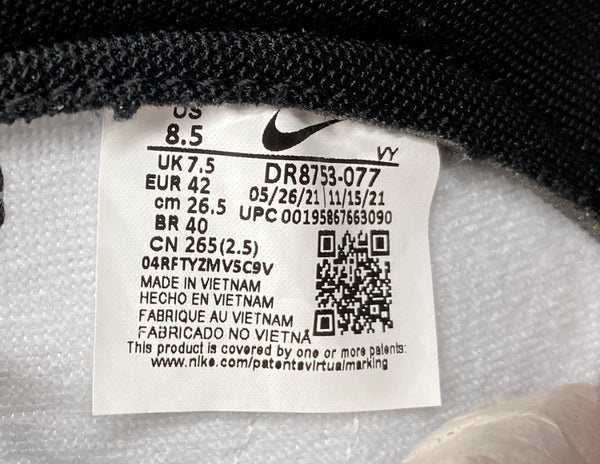 US
8.5
VY
UK 7.5
EUR 42
cm 26.5
BR 40
CN 265(2.5)
04RFTYZMV5C9V
DR8753-077
05/26/21 | 11/15/21
UPC 00195867663090
MADE IN VIETNAM
HECHO EN VIETNAM
FABRIQUE AU VIETNAM
FABRICADO NO VIETNÃ
This product is covered by one or more patents:
www.nike.com/patentavirtualmarking